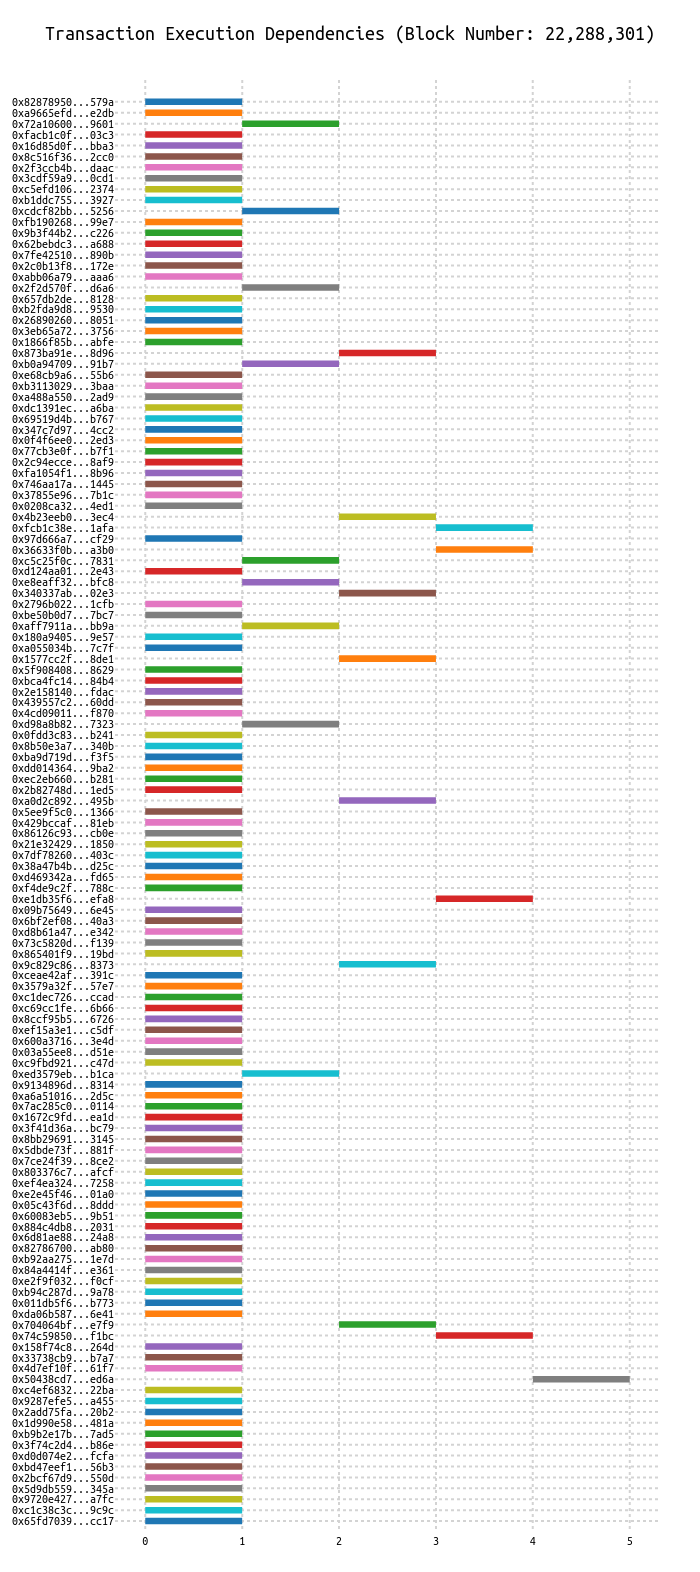 Transaction Execution Dependencies (Block Number: 22,288,301)
0x82878950...579a
0xa9665efd...e2db
0x72a10600...9601
0xfacb1c0f...03c3
0x16d85d0f...bba3
0x8c516f36...2cc0
0x2f3ccb4b...daac
0x3cdf59a9...0cd1
0xc5efd106...2374
0xb1ddc755...3927
0xcdcf82bb...5256
0xfb190268...99e7
0x9b3f44b2...c226
0x62bebdc3...a688
0x7fe42510...890b
0x2c0b13f8...172e
0xabb06a79...aaa6
0x2f2d570f...d6a6
0x657db2de...8128
0xb2fda9d8...9530
0x26890260...8051
0x3eb65a72...3756
0x1866f85b...abfe
0x873ba91e...8d96
0xb0a94709...91b7
0xe68cb9a6...55b6
0xb3113029...3baa
0xa488a550...2ad9
0xdc1391ec...a6ba
0x69519d4b...b767
0x347c7d97...4cc2
0x0f4f6ee0...2ed3
0x77cb3e0f...b7f1
0x2c94ecce...8af9
0xfa1054f1...8b96
0x746aa17a...1445
0x37855e96...7b1c
0x0208ca32...4ed1
0x4b23eeb0...3ec4
0xfcb1c38e...1afa
0x97d666a7...cf29
0x36633f0b...a3b0
0xc5c25f0c...7831
0xd124aa01...2e43
0xe8eaff32...bfc8
0x340337ab...02e3
0x2796b022...1cfb
0xbe50b0d7...7bc7
0xaff7911a...bb9a
0x180a9405...9e57
0xa055034b...7c7f
0x1577cc2f...8de1
0x5f908408...8629
0xbca4fc14...84b4
0x2e158140...fdac
0x439557c2...60dd
0x4cd09011...f870
0xd98a8b82...7323
0x0fdd3c83...b241
0x8b50e3a7...340b
0xba9d719d...f3f5
0xdd014364...9ba2
0xec2eb660...b281
0x2b82748d...1ed5
0xa0d2c892...495b
0x5ee9f5c0...1366
0x429bccaf...81eb
0x86126c93...cb0e
0x21e32429...1850
0x7df78260...403c
0x38a47b4b...d25c
0xd469342a...fd65
0xf4de9c2f...788c
0xe1db35f6...efa8
0x09b75649...6e45
0x6bf2ef08...40a3
0xd8b61a47...e342
0x73c5820d...f139
0x865401f9...19bd
0x9c829c86...8373
0xceae42af...391c
0x3579a32f...57e7
0xc1dec726...ccad
0xc69cc1fe...6b66
0x8ccf95b5...6726
0xef15a3e1...c5df
0x600a3716...3e4d
0x03a55ee8...d51e
0xc9fbd921...c47d
0xed3579eb...b1ca
0x9134896d...8314
0xa6a51016...2d5c
0x7ac285c0...0114
0x1672c9fd...ea1d
0x3f41d36a...bc79
0x8bb29691...3145
0x5dbde73f...881f
0x7ce24f39...8ce2
0x803376c7...afcf
0xef4ea324...7258
0xe2e45f46...01a0
0x05c43f6d...8ddd
0x60083eb5...9b51
0x884c4db8...2031
0x6d81ae88...24a8
0x82786700...ab80
0xb92aa275...1e7d
0x84a4414f...e361
0xe2f9f032...f0cf
0xb94c287d...9a78
0x011db5f6...b773
0xda06b587...6e41
0x704064bf...e7f9
0x74c59850...f1bc
0x158f74c8...264d
0x33738cb9...b7a7
0x4d7ef10f...61f7
0x50438cd7...ed6a
0xc4ef6832...22ba
0x9287efe5...a455
0x2add75fa...20b2
0x1d990e58...481a
0xb9b2e17b...7ad5
0x3f74c2d4...b86e
0xd0d074e2...fcfa
0xbd47eef1...56b3
0x2bcf67d9...550d
0x5d9db559...345a
0x9720e427...a7fc
0xc1c38c3c...9c9c
0x65fd7039...cc17
0 1 2 3 4 5